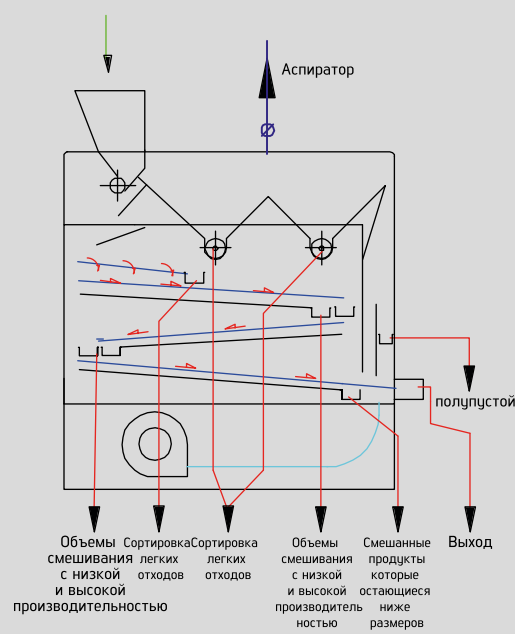 Аспиратор
полупустой
Объемы
смешивания
с низкой
и высокой
производительностью
Сортировка
легких
отходов
Сортировка
легких
отходов
Объемы
смешивания
с низкой
и высокой
производитель
ностью
Смешанные
продукты
которые
остающиеся
ниже
размеров
Выход